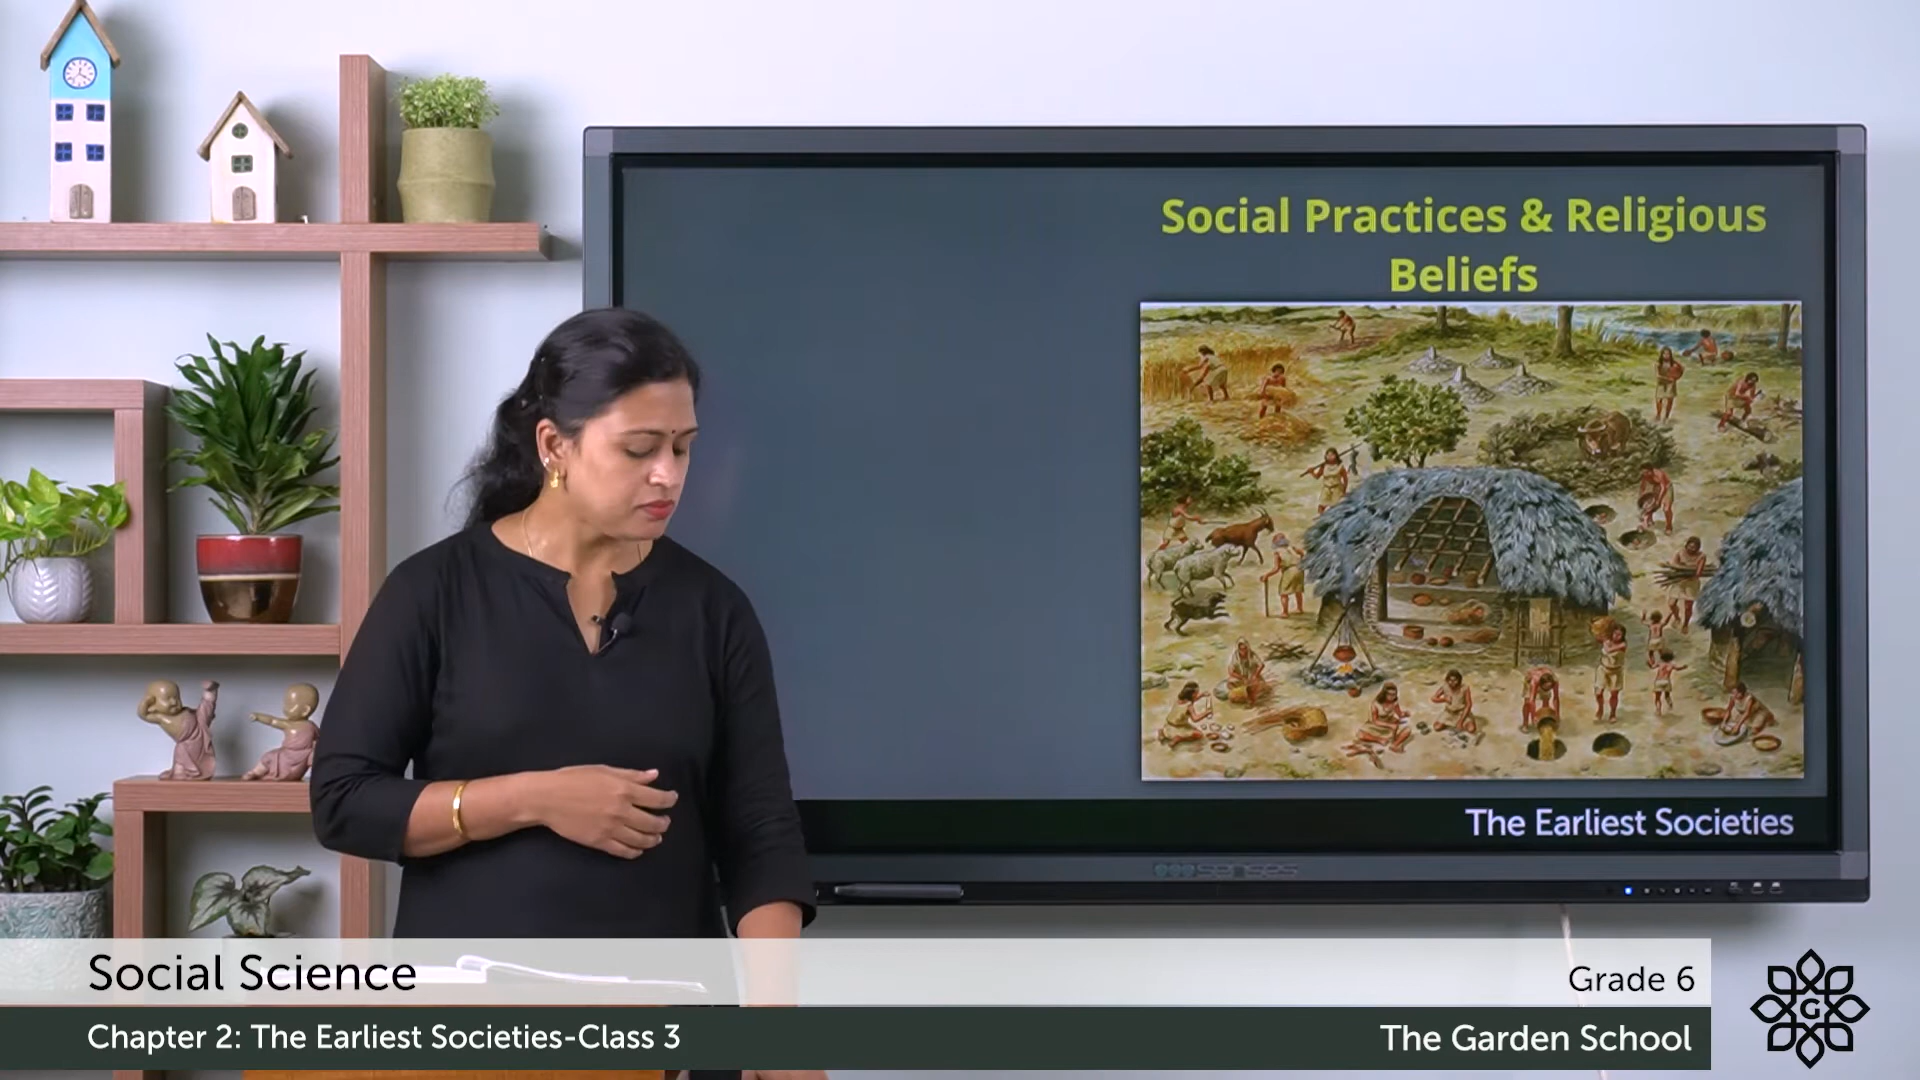 Social Practices & Religious
Beliefs
The Earliest Societies
senses
Social Science
Grade 6
Chapter 2: The Earliest Societies-Class 3
The Garden School
G